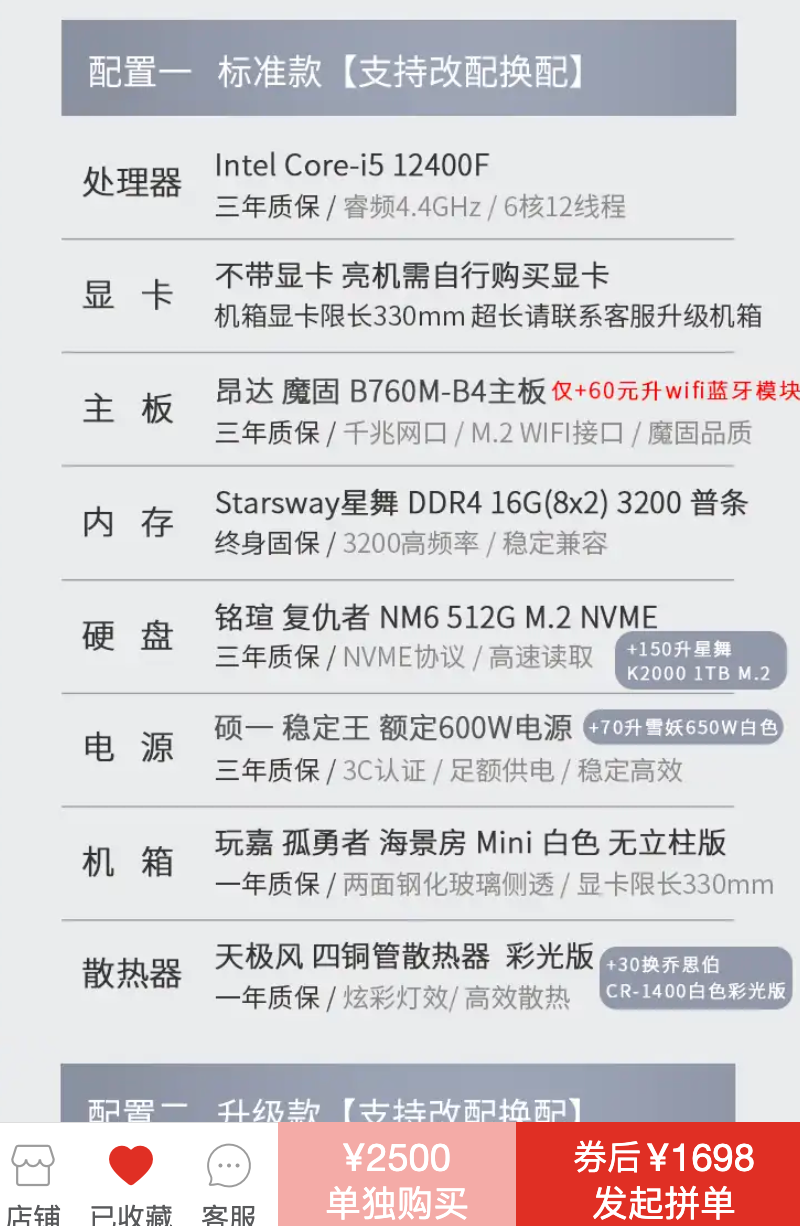 配置一 标准款【支持改配换配】
处理器
Intel Core-i5 12400F
三年质保 / 睿频4.4GHz / 6核12线程
显 卡
不带显卡 亮机需自行购买显卡
机箱显卡限长330mm 超长请联系客服升级机箱
主 板
昂达 魔固 B760M-B4主板 仅+60元升wifi蓝牙模块
三年质保 / 千兆网口 / M.2 WIFI接口 / 魔固品质
内 存
Starsway星舞 DDR4 16G(8x2) 3200 普条
终身固保 / 3200高频率 / 稳定兼容
硬 盘
铭瑄 复仇者 NM6 512G M.2 NVME
三年质保 / NVME协议 / 高速读取
+150升星舞
K2000 1TB M.2
电 源
硕一 稳定王 额定600W电源 +70升雪妖650W白色
三年质保 / 3C认证 / 足额供电 / 稳定高效
机 箱
玩嘉 孤勇者 海景房 Mini 白色 无立柱版
一年质保 / 两面钢化玻璃侧透 / 显卡限长330mm
散热器
天极风 四铜管散热器 彩光版
一年质保 / 炫彩灯效/ 高效散热
+30换乔思伯
CR-1400白色彩光版
配置二 升级款【支持改配换配】
店铺
已收藏
客服
¥2500
单独购买
券后¥1698
发起拼单